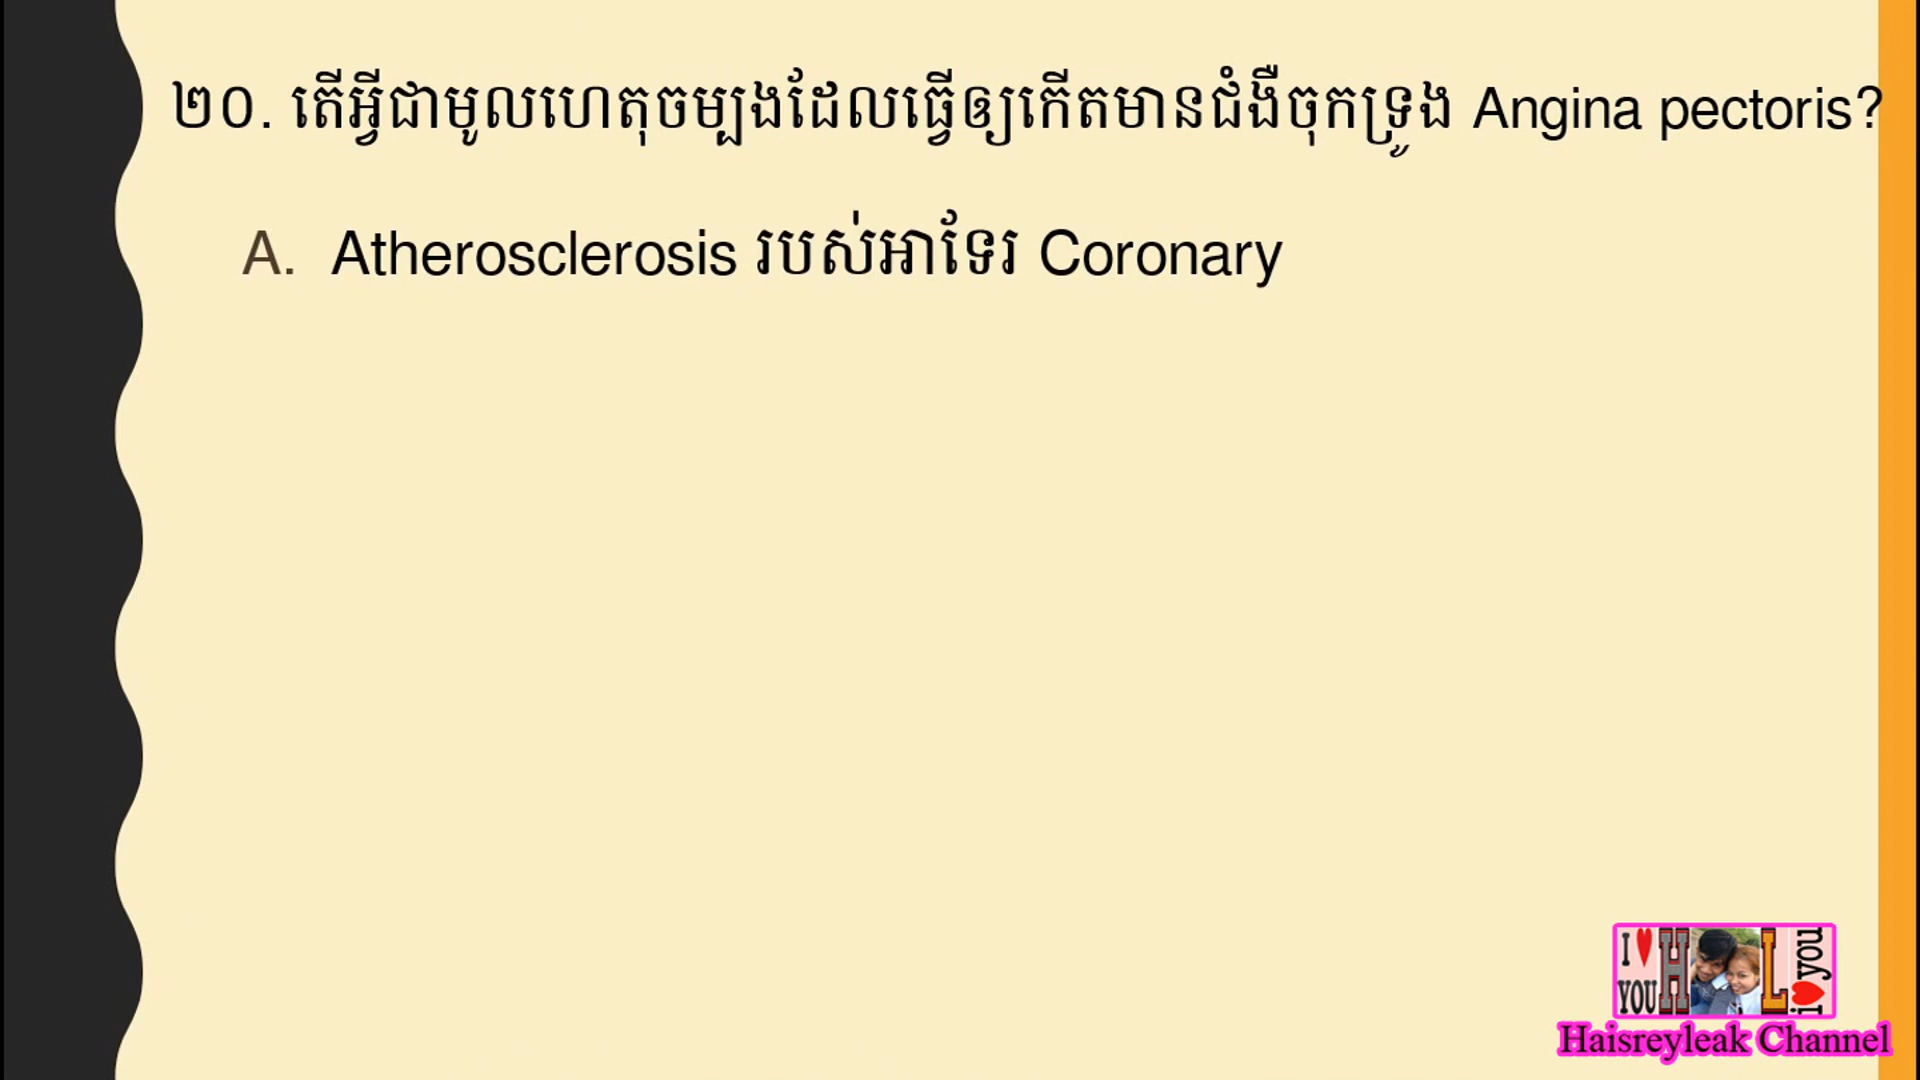 ២០. តើអ្វីជាមូលហេតុចម្បងដែលធ្វើឲ្យកើតមានជំងឺចុកទ្រូង Angina pectoris?
A. Atherosclerosis របស់អាទែរ Coronary
I ♥ YOU H L i ♥ you
Haisreyleak Channel